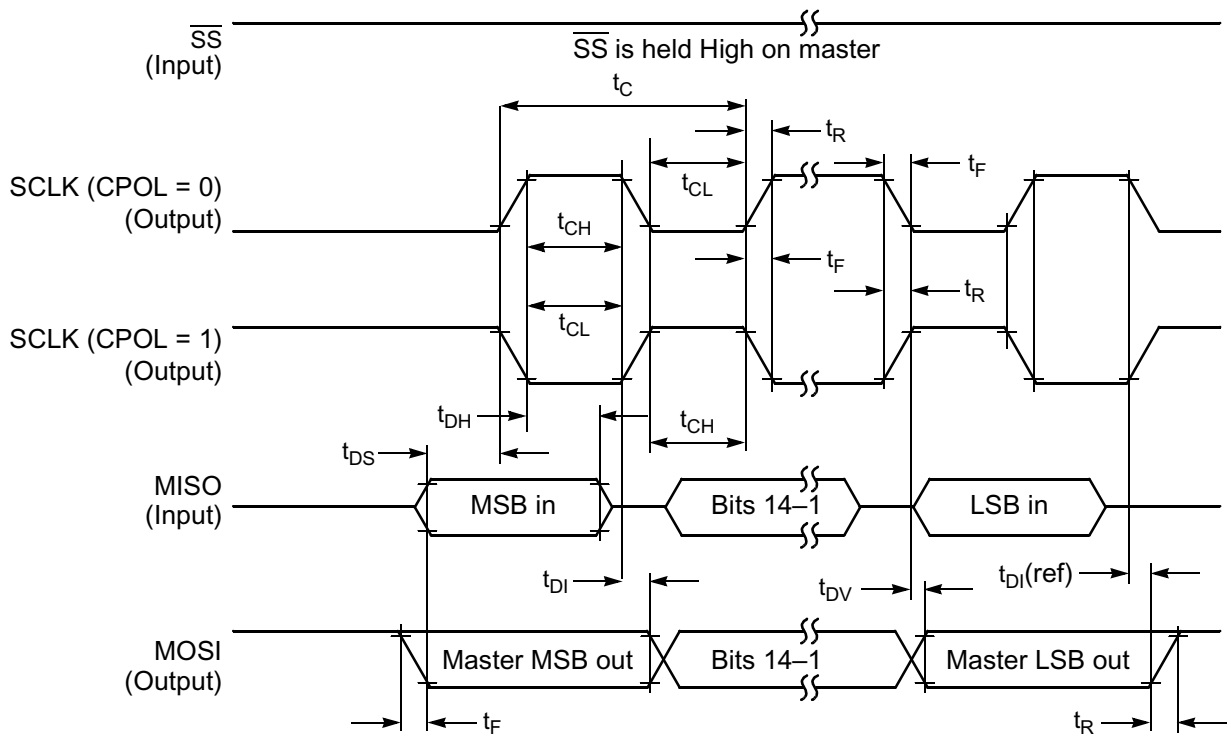 SS
(Input)
SS is held High on master
tC
tR
tF
SCLK (CPOL = 0)
(Output)
tCL
tCH
tF
tR
SCLK (CPOL = 1)
(Output)
tCL
tDH
tCH
tDS
MISO
(Input)
MSB in
Bits 14–1
LSB in
tDI
tDV
tDI(ref)
MOSI
(Output)
Master MSB out
Bits 14–1
Master LSB out
tF
tR